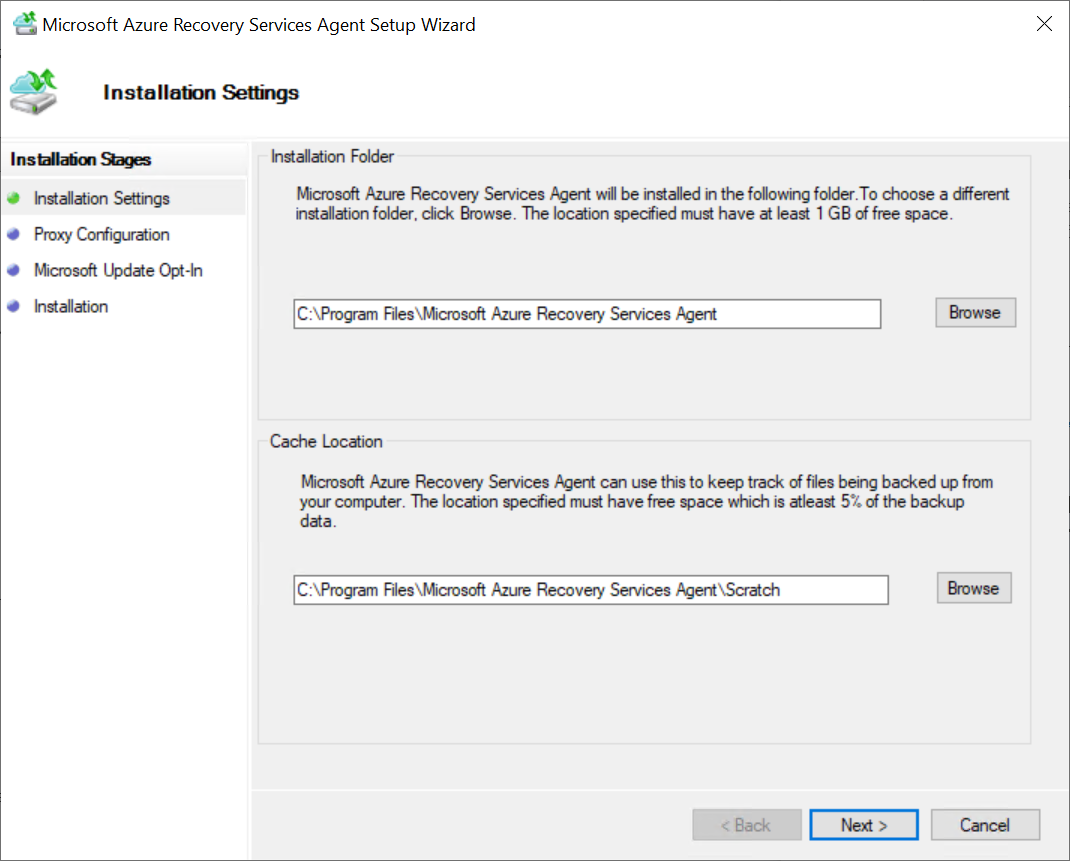 Microsoft Azure Recovery Services Agent Setup Wizard
Installation Settings
Installation Stages
Installation Settings
Proxy Configuration
Microsoft Update Opt-In
Installation
Installation Folder
Microsoft Azure Recovery Services Agent will be installed in the following folder.To choose a different
installation folder, click Browse. The location specified must have at least 1 GB of free space.
C:\Program Files\Microsoft Azure Recovery Services Agent
Browse
Cache Location
Microsoft Azure Recovery Services Agent can use this to keep track of files being backed up from
your computer. The location specified must have free space which is atleast 5% of the backup
data.
C:\Program Files\Microsoft Azure Recovery Services Agent\Scratch
Browse
< Back
Next >
Cancel